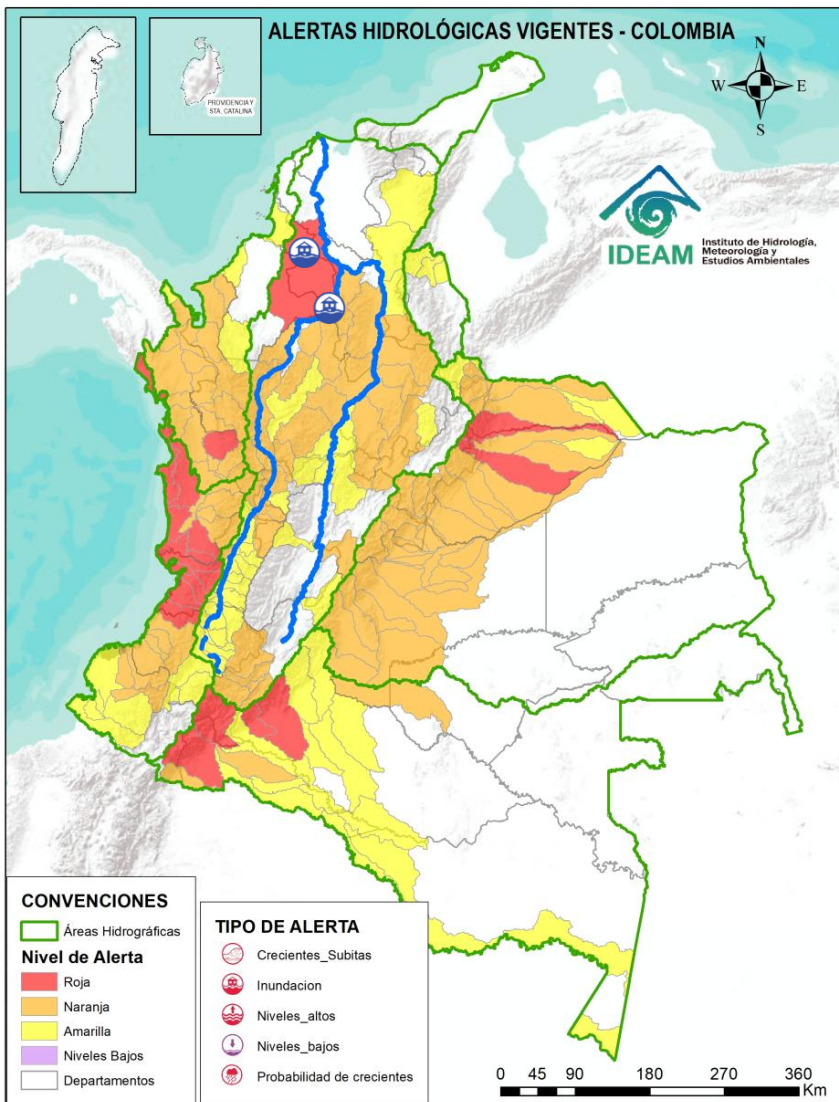 ALERTAS HIDROLÓGICAS VIGENTES - COLOMBIA
PROVIDENCIA Y
STA. CATALINA
N
W
E
S
IDEAM
Instituto de Hidrología,
Meteorología y
Estudios Ambientales
CONVENCIONES
Áreas Hidrográficas
Nivel de Alerta
Roja
Naranja
Amarilla
Niveles Bajos
Departamentos
TIPO DE ALERTA
Crecientes_Subitas
Inundacion
Niveles_altos
Niveles_bajos
Probabilidad de crecientes
0 45 90 180 270 360
Km